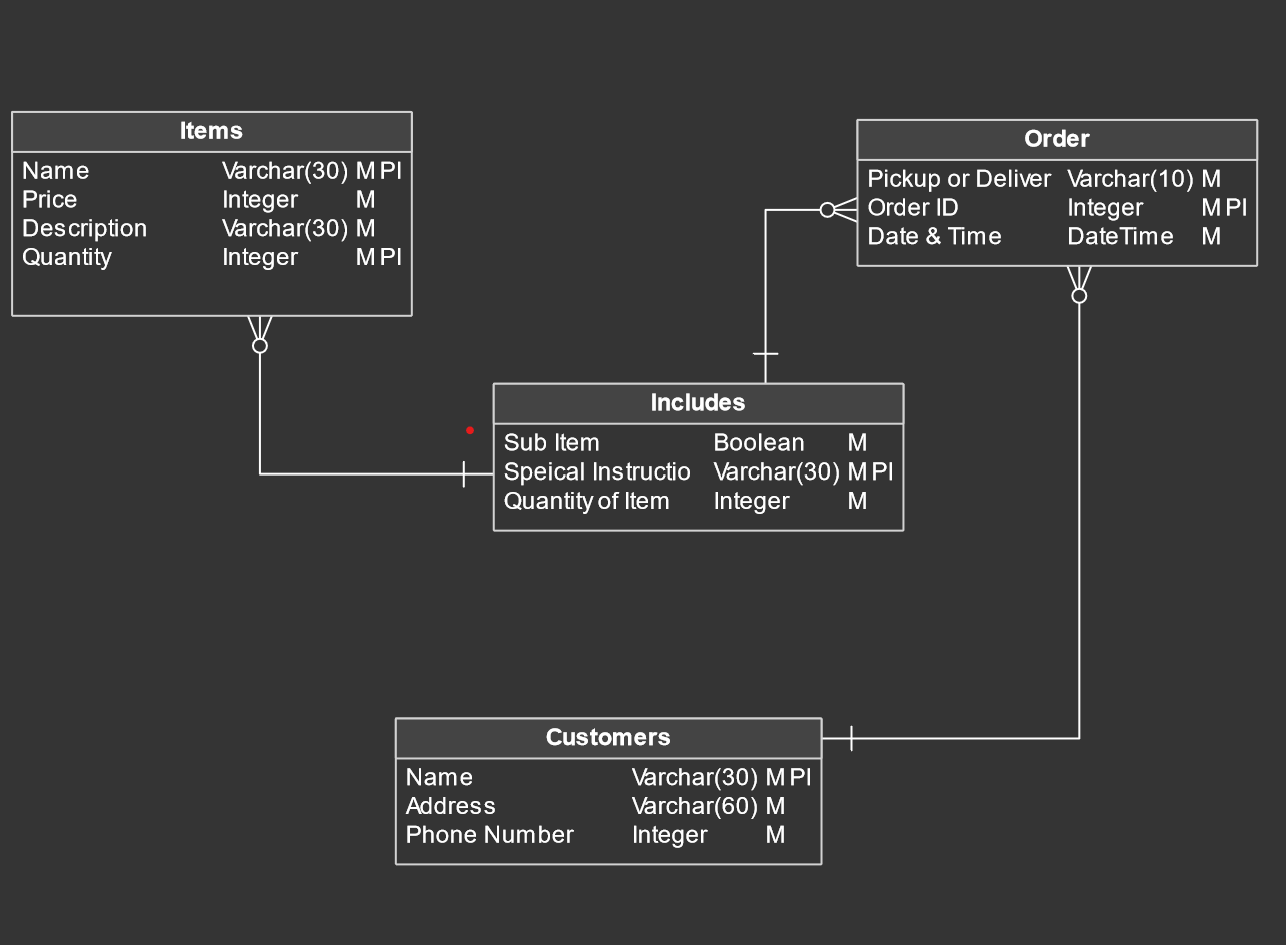 Items
Name Varchar(30) M PI
Price Integer M
Description Varchar(30) M
Quantity Integer M PI
Order
Pickup or Deliver Varchar(10) M
Order ID Integer M PI
Date & Time DateTime M
Includes
Sub Item Boolean M
Speical Instructio Varchar(30) M PI
Quantity of Item Integer M
Customers
Name Varchar(30) M PI
Address Varchar(60) M
Phone Number Integer M